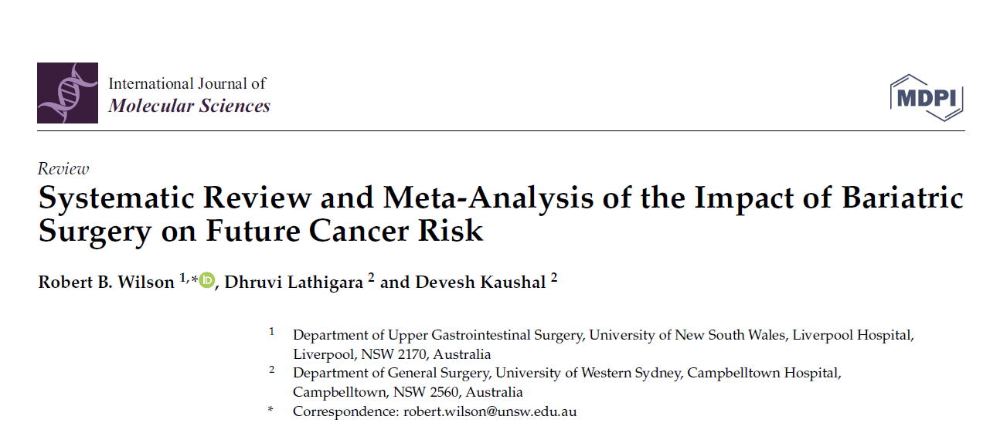 International Journal of
Molecular Sciences
MDPI
Review
Systematic Review and Meta-Analysis of the Impact of Bariatric
Surgery on Future Cancer Risk
Robert B. Wilson 1,* iD, Dhruvi Lathigara 2 and Devesh Kaushal 2
1 Department of Upper Gastrointestinal Surgery, University of New South Wales, Liverpool Hospital,
Liverpool, NSW 2170, Australia
2 Department of General Surgery, University of Western Sydney, Campbelltown Hospital,
Campbelltown, NSW 2560, Australia
* Correspondence: robert.wilson@unsw.edu.au